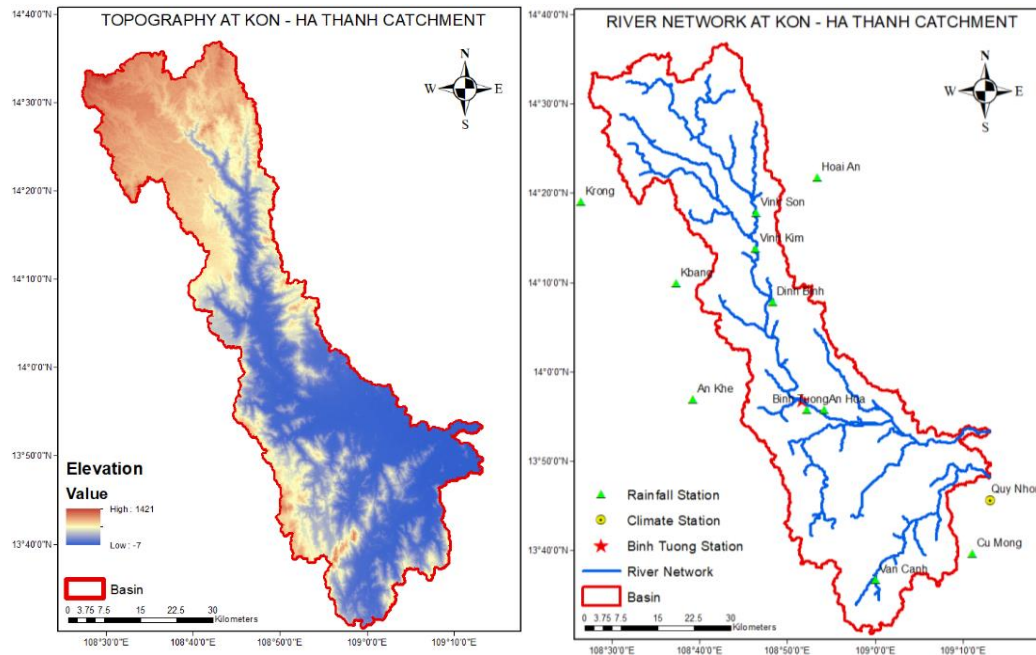 TOPOGRAPHY AT KON - HA THANH CATCHMENT
14°40'0"N
14°30'0"N
14°20'0"N
14°10'0"N
14°0'0"N
13°50'0"N
13°40'0"N
N
W E
S
Elevation
Value
High : 1421
Low : -7
Basin
0 3.75 7.5 15 22.5 30
Kilometers
108°30'0"E 108°40'0"E 108°50'0"E 109°0'0"E 109°10'0"E
RIVER NETWORK AT KON - HA THANH CATCHMENT
14°40'0"N
14°30'0"N
14°20'0"N
14°10'0"N
14°0'0"N
13°50'0"N
13°40'0"N
N
W E
S
Hoai An
Krong
Vinh Son
Vinh Kim
Kbang
Dinh Binh
An Khe
Binh Tuong An Hoa
Quy Nhon
Cu Mong
Van Canh
Rainfall Station
Climate Station
Binh Tuong Station
River Network
Basin
0 3.75 7.5 15 22.5 30
Kilometers
108°30'0"E 108°40'0"E 108°50'0"E 109°0'0"E 109°10'0"E